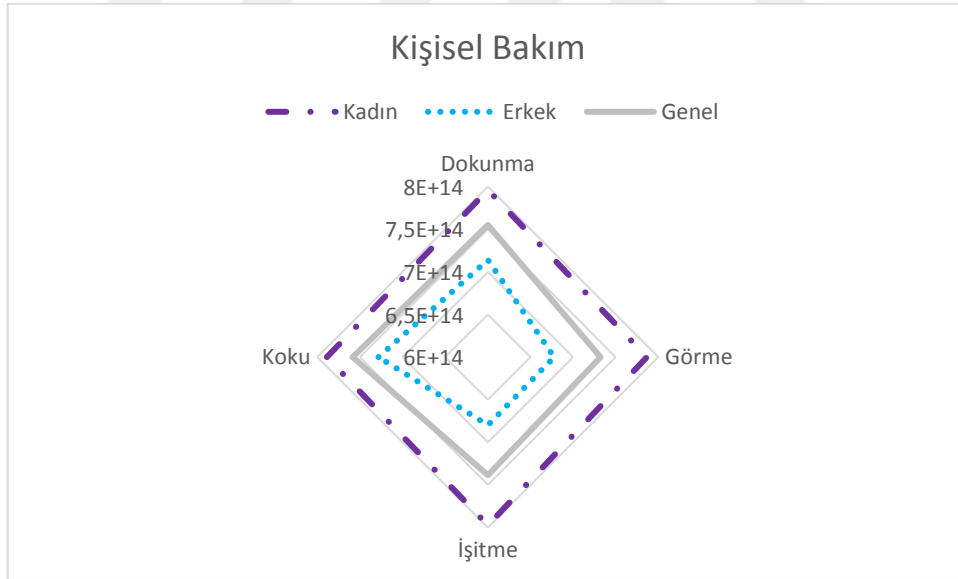 Kişisel Bakım
Kadın Erkek Genel
Dokunma
8E+14
7,5E+14
7E+14
6,5E+14
Koku 6E+14 Görme
İşitme